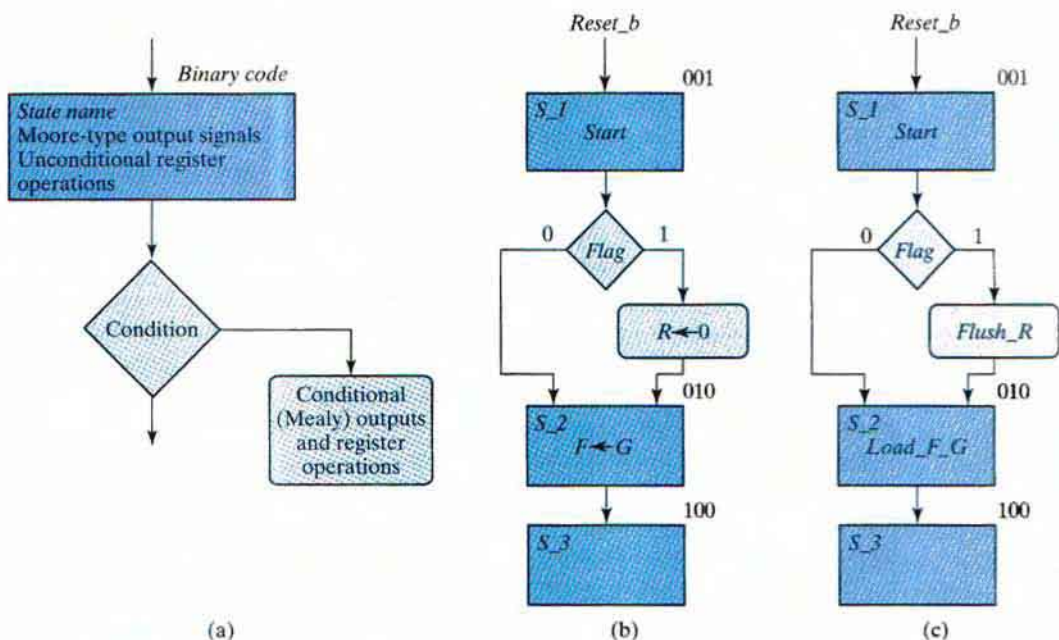 Binary code
State name
Moore-type output signals
Unconditional register
operations
Condition
Conditional
(Mealy) outputs
and register
operations
(a)
Reset_b
001
S_1
Start
0
Flag
1
R←0
010
S_2
F←G
100
S_3
(b)
Reset_b
001
S_1
Start
0
Flag
1
Flush_R
010
S_2
Load_F_G
100
S_3
(c)